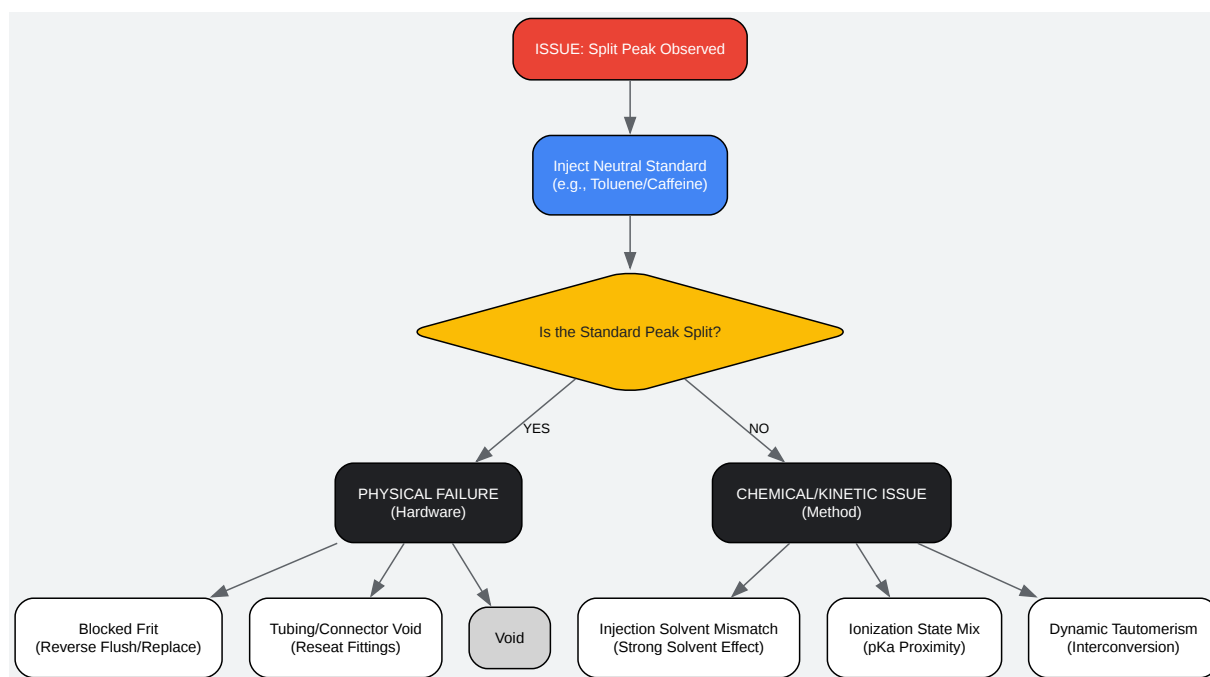 ISSUE: Split Peak Observed
Inject Neutral Standard
(e.g., Toluene/Caffeine)
Is the Standard Peak Split?
YES
NO
PHYSICAL FAILURE
(Hardware)
CHEMICAL/KINETIC ISSUE
(Method)
Blocked Frit
(Reverse Flush/Replace)
Tubing/Connector Void
(Reseat Fittings)
Void
Injection Solvent Mismatch
(Strong Solvent Effect)
Ionization State Mix
(pKa Proximity)
Dynamic Tautomerism
(Interconversion)